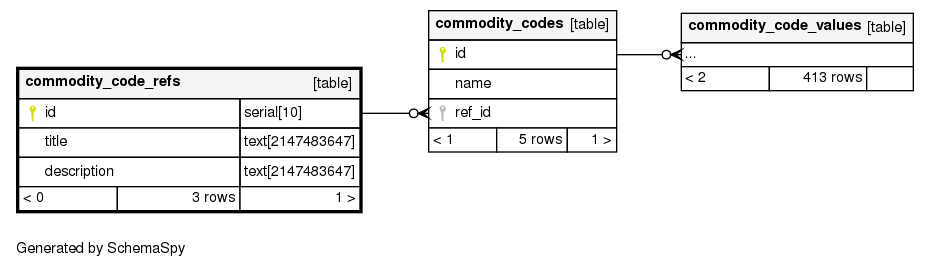 commodity_code_refs [table]
id serial[10]
title text[2147483647]
description text[2147483647]
< 0 3 rows 1 >
commodity_codes [table]
id
name
ref_id
< 1 5 rows 1 >
commodity_code_values [table]
...
< 2 413 rows
Generated by SchemaSpy